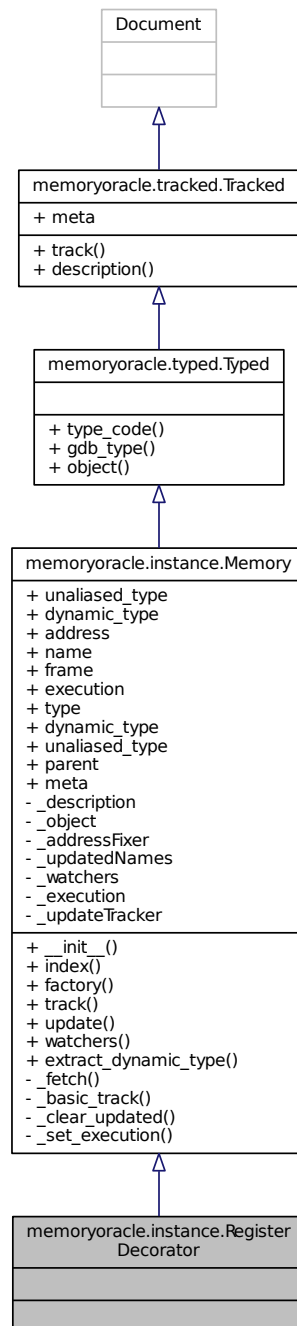 Document
memoryoracle.tracked.Tracked
+ meta
+ track()
+ description()
memoryoracle.typed.Typed
+ type_code()
+ gdb_type()
+ object()
memoryoracle.instance.Memory
+ unaliased_type
+ dynamic_type
+ address
+ name
+ frame
+ execution
+ type
+ dynamic_type
+ unaliased_type
+ parent
+ meta
- _description
- _object
- _addressFixer
- _updatedNames
- _watchers
- _execution
- _updateTracker
+ __init__()
+ index()
+ factory()
+ track()
+ update()
+ watchers()
+ extract_dynamic_type()
- _fetch()
- _basic_track()
- _clear_updated()
- _set_execution()
memoryoracle.instance.Register
Decorator